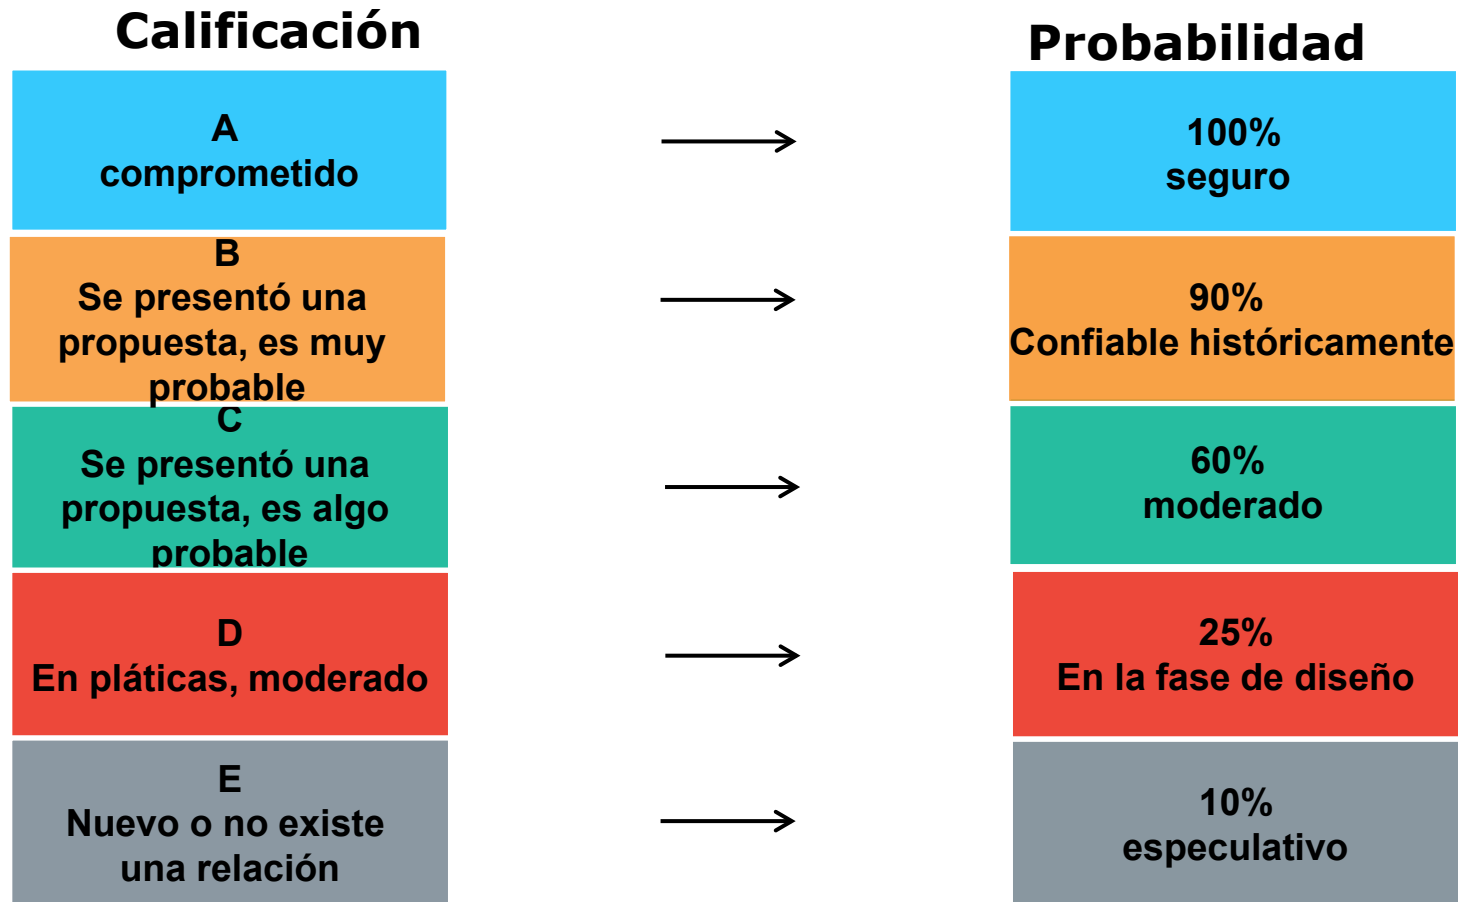 Calificación
Probabilidad
A
comprometido
100%
seguro
B
Se presentó una
propuesta, es muy
probable
90%
Confiable históricamente
C
Se presentó una
propuesta, es algo
probable
60%
moderado
D
En pláticas, moderado
25%
En la fase de diseño
E
Nuevo o no existe
una relación
10%
especulativo